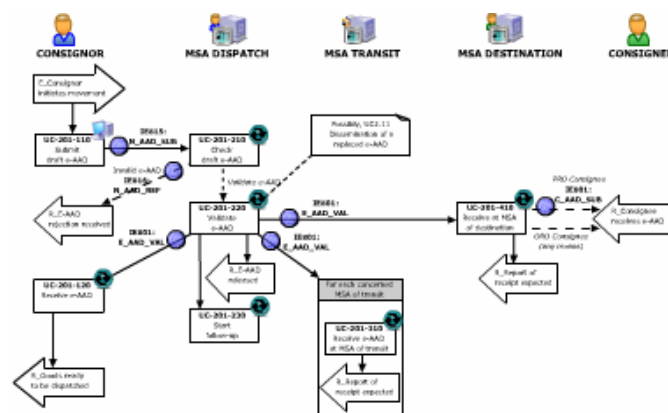 CONSIGNOR
MSA DISPATCH
MSA TRANSIT
MSA DESTINATION
CONSIGNEE
E_Consignor
initiates movement
UC-201-110
Submit
draft e-AAD
IE815:
N_AAD_SUB
UC-201-210
Check
draft e-AAD
Possibly, UC2.11
Dissemination of a
replaced e-AAD
Invalid e-AAD
N_AAD_REF
R_E-AAD
rejection received
Validate e-AAD
UC-201-220
Validate
e-AAD
IE801:
E_AAD_VAL
UC-201-410
Receive at MSA
of destination
PRO Consignee
IE801:
C_AAD_SUB
ORO Consignee
(any means)
R_Consignee
receives e-AAD
IE801:
E_AAD_VAL
IE801:
E_AAD_VAL
R_E-AAD
released
R_Report of
receipt expected
UC-201-120
Receive e-AAD
For each concerned
MSA of transit
UC-201-230
Start
follow-up
UC-201-310
Receive e-AAD
at MSA of transit
R_Goods ready
to be dispatched
R_Report of
receipt expected